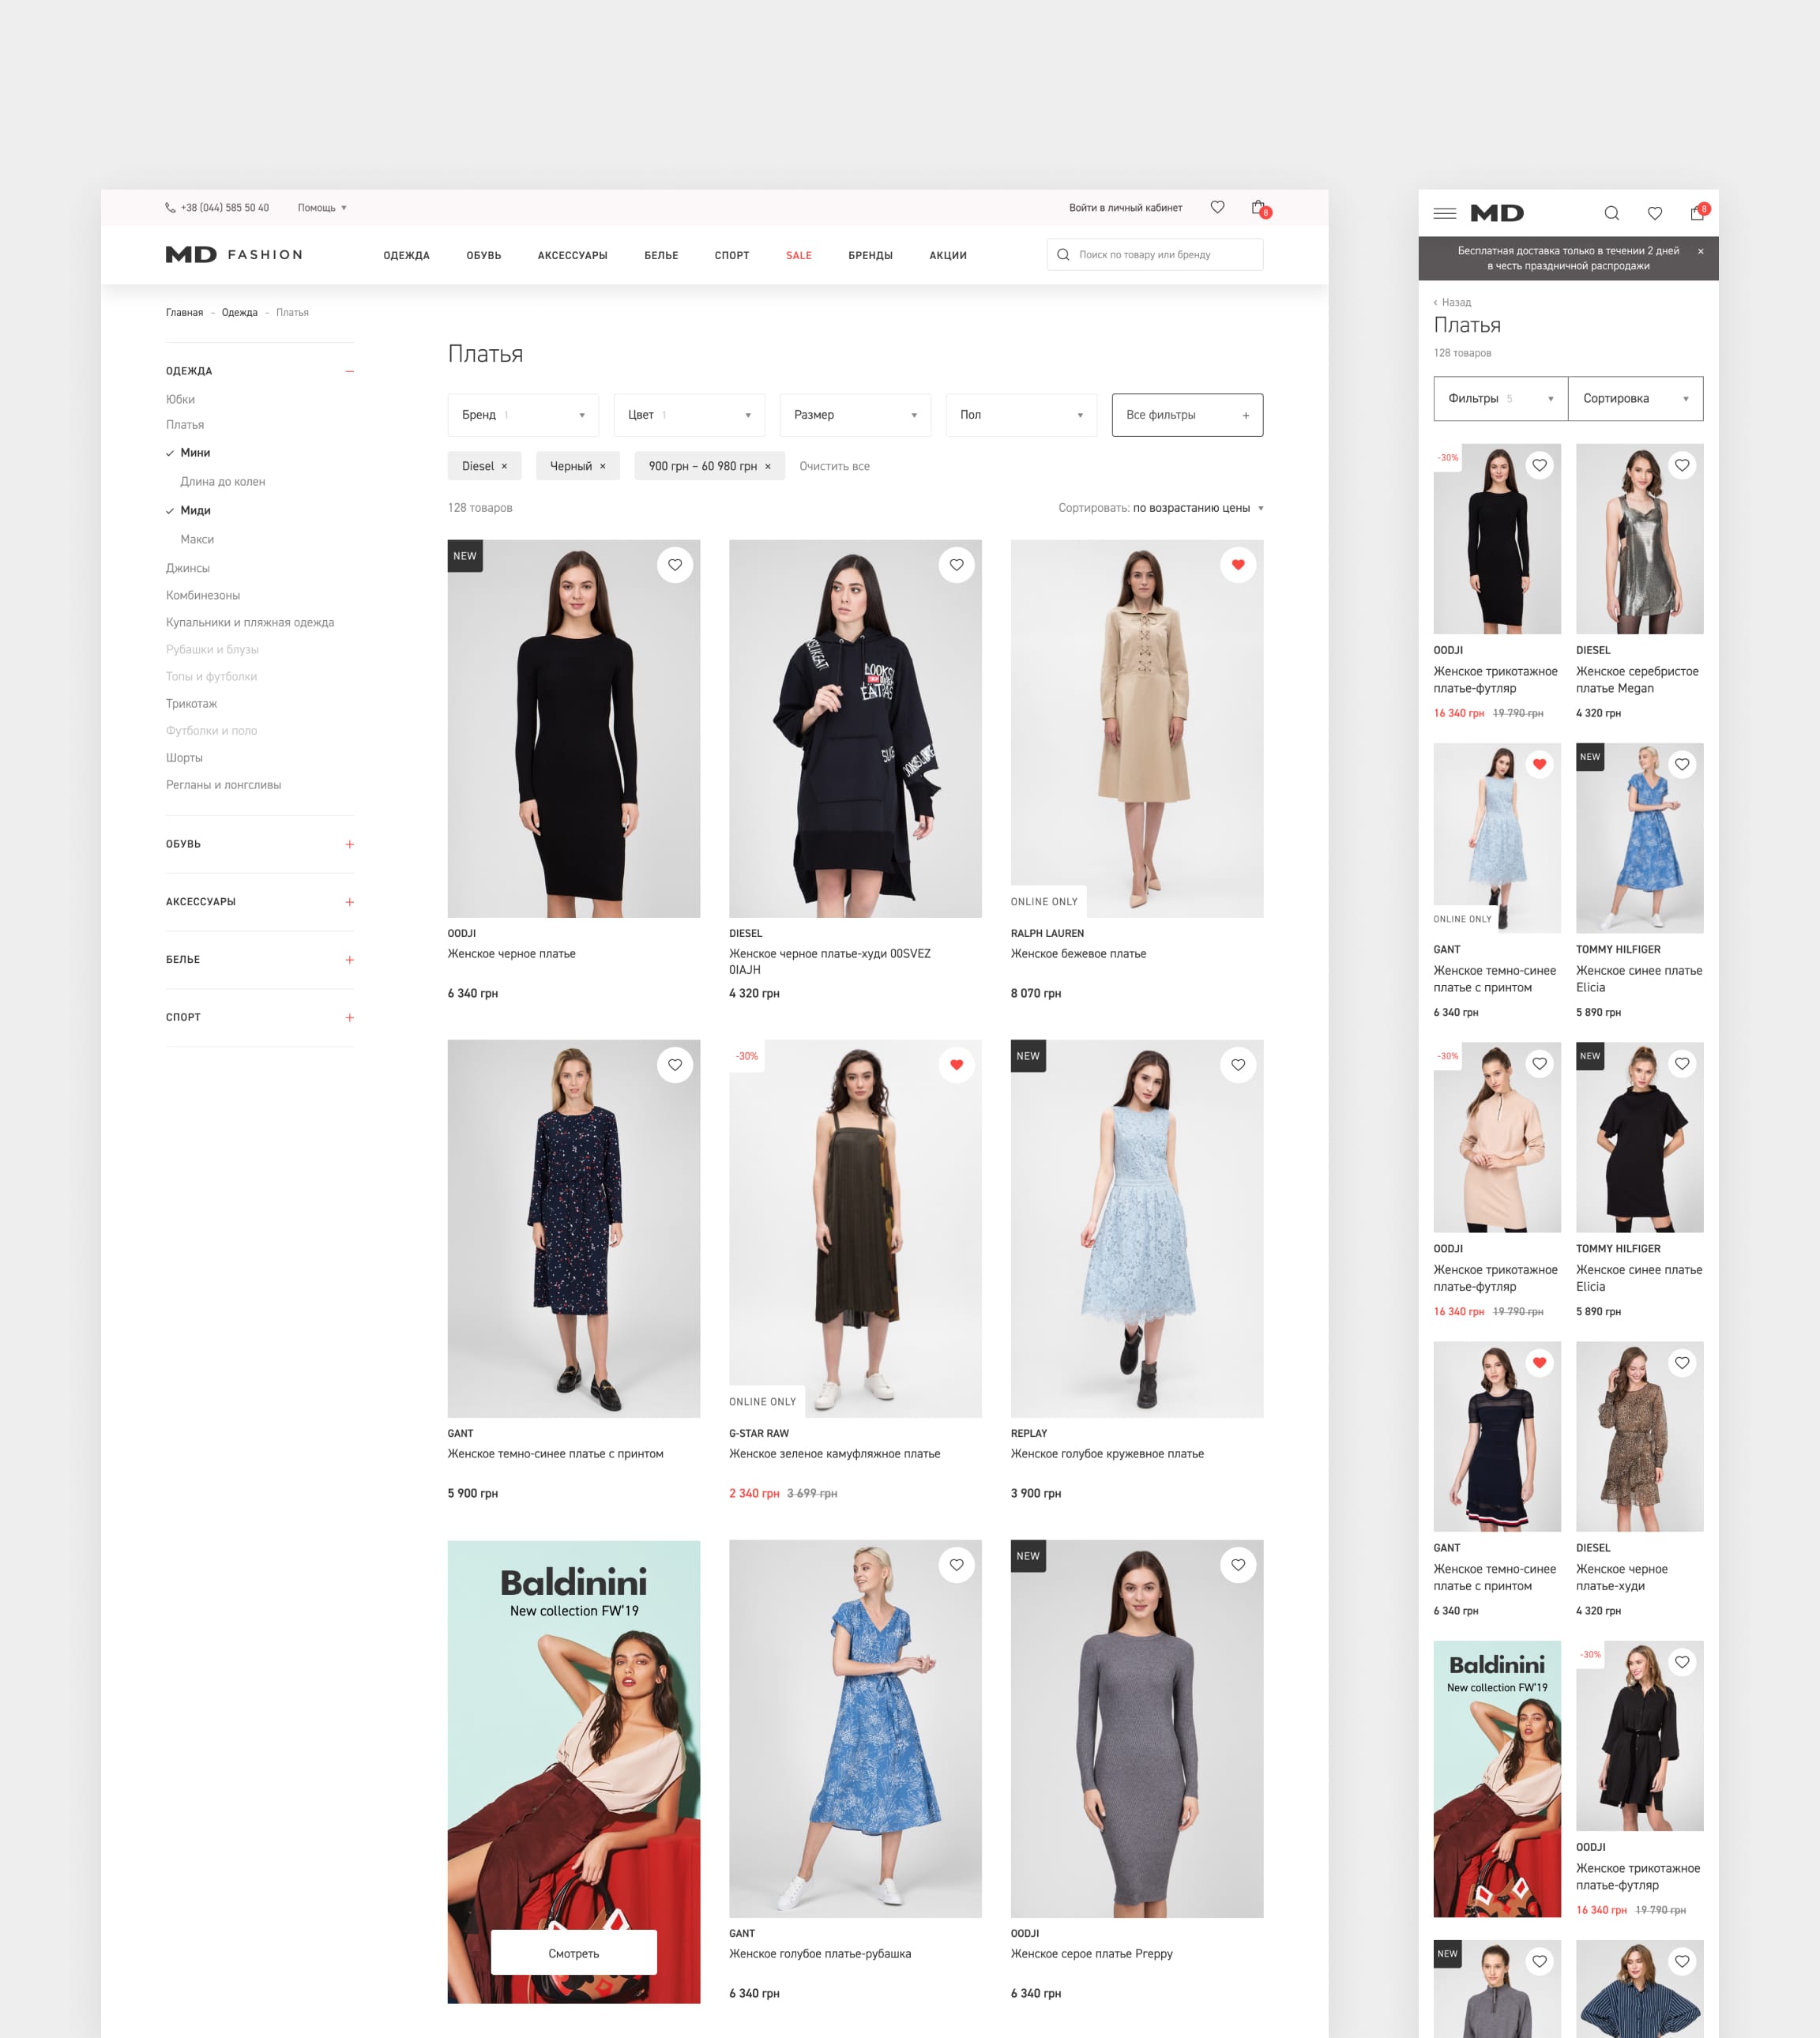 +38 (044) 585 50 40
Помощь
Войти в личный кабинет
8
MD FASHION
ОДЕЖДА
ОБУВЬ
АКСЕССУАРЫ
БЕЛЬЕ
СПОРТ
SALE
БРЕНДЫ
АКЦИИ
Поиск по товару или бренду
Главная - Одежда - Платья
ОДЕЖДА
Юбки
Платья
Мини
Длина до колен
Миди
Макси
Джинсы
Комбинезоны
Купальники и пляжная одежда
Рубашки и блузы
Топы и футболки
Трикотаж
Футболки и поло
Шорты
Регланы и лонгсливы
ОБУВЬ
АКСЕССУАРЫ
БЕЛЬЕ
СПОРТ
Платья
Бренд 1
Цвет 1
Размер
Пол
Все фильтры +
Diesel ×
Черный ×
900 грн – 60 980 грн ×
Очистить все
128 товаров
Сортировать: по возрастанию цены
NEW
OODJI
Женское черное платье
6 340 грн
LOOKS
EAT
DIESEL
Женское черное платье-худи 00SVEZ
0IAJH
4 320 грн
ONLINE ONLY
RALPH LAUREN
Женское бежевое платье
8 070 грн
GANT
Женское темно-синее платье с принтом
5 900 грн
-30%
ONLINE ONLY
G-STAR RAW
Женское зеленое камуфляжное платье
2 340 грн 3 699 грн
NEW
REPLAY
Женское голубое кружевное платье
3 900 грн
Baldinini
New collection FW'19
Смотреть
GANT
Женское голубое платье-рубашка
6 340 грн
NEW
OODJI
Женское серое платье Preppy
6 340 грн
MD
8
Бесплатная доставка только в течении 2 дней
в честь праздничной распродажи
×
‹ Назад
Платья
128 товаров
Фильтры 5
Сортировка
-30%
OODJI
Женское трикотажное
платье-футляр
16 340 грн 19 790 грн
DIESEL
Женское серебристое
платье Megan
4 320 грн
ONLINE ONLY
GANT
Женское темно-синее
платье с принтом
6 340 грн
NEW
TOMMY HILFIGER
Женское синее платье
Elicia
5 890 грн
-30%
OODJI
Женское трикотажное
платье-футляр
16 340 грн 19 790 грн
NEW
TOMMY HILFIGER
Женское синее платье
Elicia
5 890 грн
GANT
Женское темно-синее
платье с принтом
6 340 грн
DIESEL
Женское черное
платье-худи
4 320 грн
Baldinini
New collection FW'19
-30%
OODJI
Женское трикотажное
платье-футляр
16 340 грн 19 790 грн
NEW